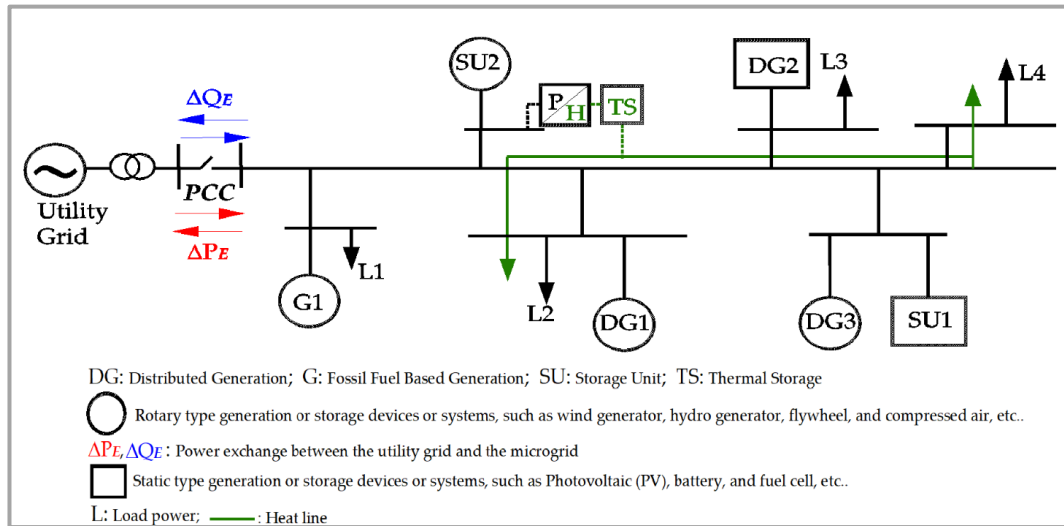 SU2
P
H
TS
DG2
L3
L4
ΔQE
PCC
Utility
Grid
ΔPE
L1
G1
L2
DG1
DG3
SU1
DG: Distributed Generation; G: Fossil Fuel Based Generation; SU: Storage Unit; TS: Thermal Storage
Rotary type generation or storage devices or systems, such as wind generator, hydro generator, flywheel, and compressed air, etc..
ΔPE, ΔQE : Power exchange between the utility grid and the microgrid
Static type generation or storage devices or systems, such as Photovoltaic (PV), battery, and fuel cell, etc..
L: Load power; : Heat line